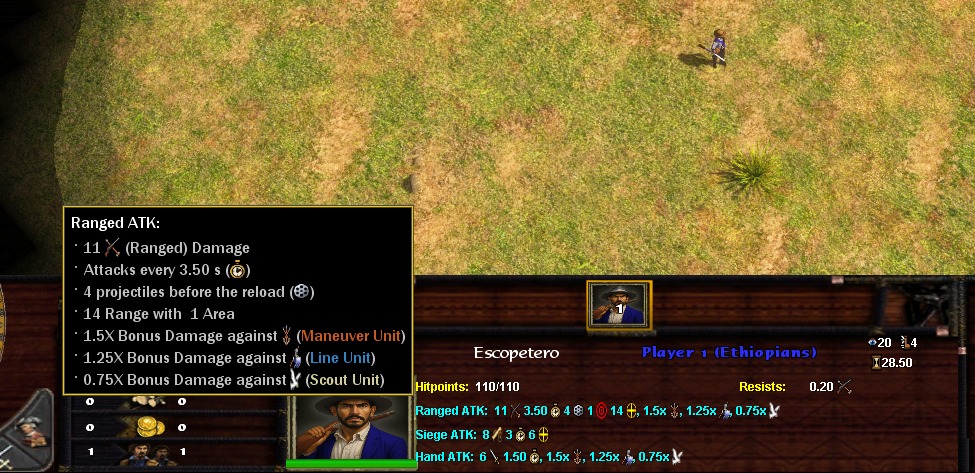 Ranged ATK:
· 11 (Ranged) Damage
· Attacks every 3.50 s ( )
· 4 projectiles before the reload ( )
· 14 Range with 1 Area
· 1.5X Bonus Damage against (Maneuver Unit)
· 1.25X Bonus Damage against (Line Unit)
· 0.75X Bonus Damage against (Scout Unit)
1
Escopetero
Player 1 (Ethiopians)
20 4
28.50
Hitpoints: 110/110
Resists: 0.20
Ranged ATK: 11 3.50 4 1 14 , 1.5x , 1.25x 0.75x
Siege ATK: 8 3 6
Hand ATK: 6 1.50 , 1.5x , 1.25x 0.75x
0 0
0 0
1 1